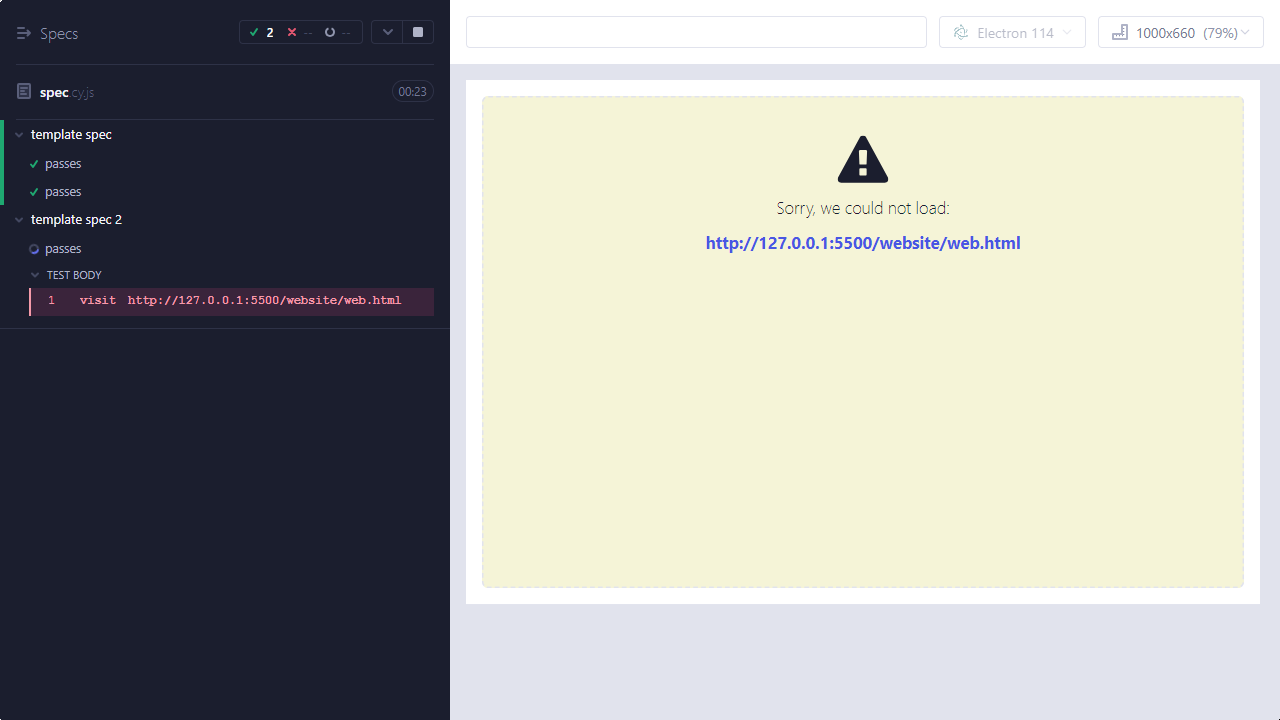 Specs
2 -- --
spec.cy.js 00:23
template spec
passes
passes
template spec 2
passes
TEST BODY
1 visit http://127.0.0.1:5500/website/web.html
Electron 114
1000x660 (79%)
Sorry, we could not load:
http://127.0.0.1:5500/website/web.html